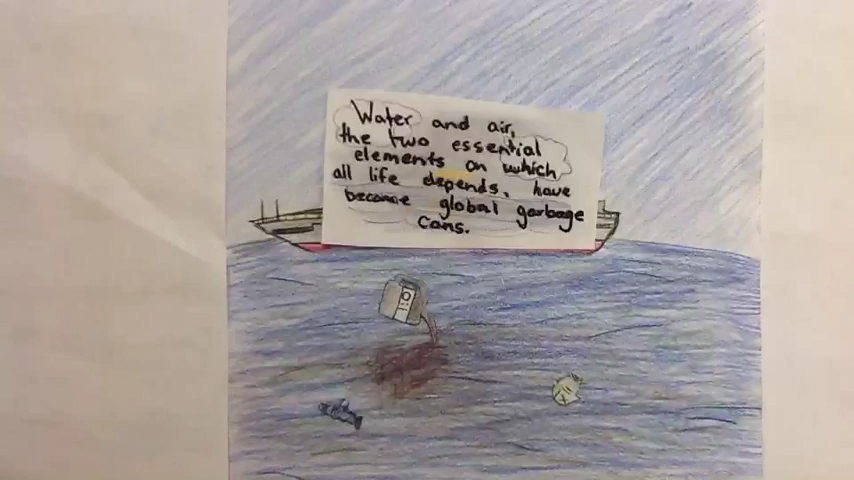 Water and air,
the two essential
elements on which
all life depends, have
become global garbage
cans.